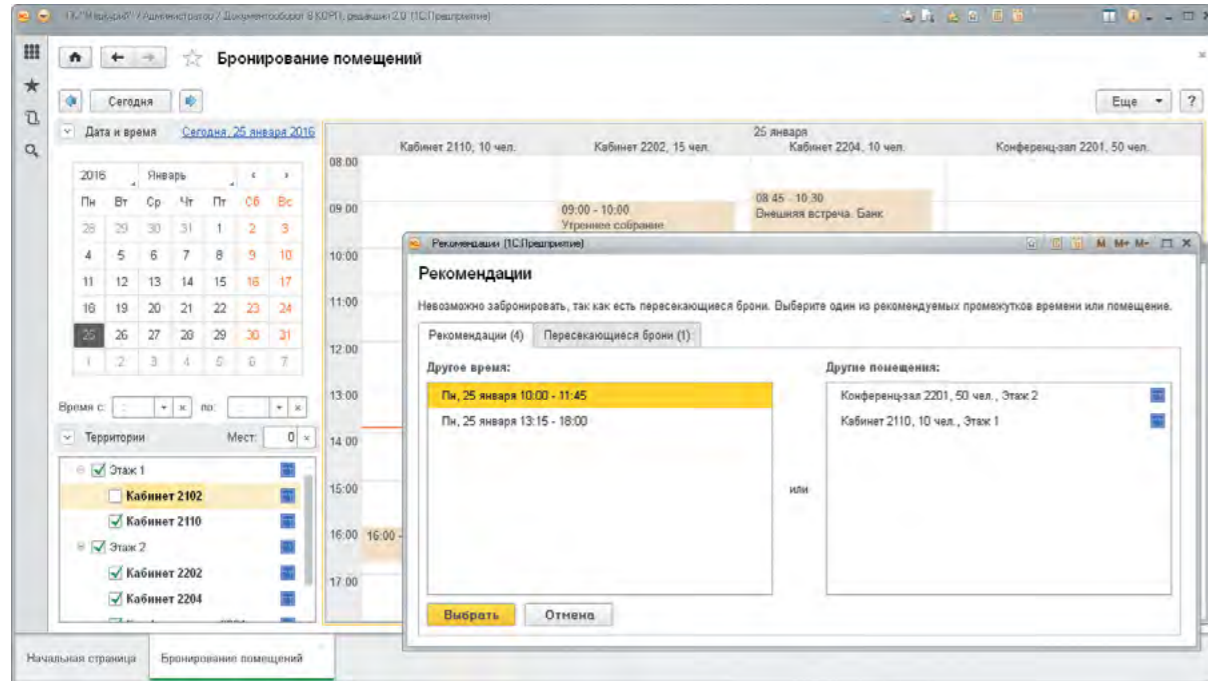 Администратор / Документооборот 8 КОРП, редакция 2.0 (1С:Предприятие)
Бронирование помещений
Сегодня
Еще ?
Дата и время Сегодня, 25 января 2016
2016 Январь
Пн Вт Ср Чт Пт Сб Вс
28 29 30 31 1 2 3
4 5 6 7 8 9 10
11 12 13 14 15 16 17
18 19 20 21 22 23 24
25 26 27 28 29 30 31
1 2 3 4 5 6 7
Время с: : по: :
Территории Мест: 0
Этаж 1
Кабинет 2102
Кабинет 2110
Этаж 2
Кабинет 2202
Кабинет 2204
25 января
Кабинет 2110, 10 чел. Кабинет 2202, 15 чел. Кабинет 2204, 10 чел. Конференц-зал 2201, 50 чел.
08:00
09:00
10:00
11:00
12:00
13:00
14:00
15:00
16:00 16:00 -
17:00
09:00 - 10:00
Утреннее собрание
08:45 - 10:30
Внешняя встреча. Банк
Рекомендации (1С:Предприятие) M M+ M-
Рекомендации
Невозможно забронировать, так как есть пересекающиеся брони. Выберите один из рекомендуемых промежутков времени или помещение.
Рекомендации (4) Пересекающиеся брони (1)
Другое время:
Пн, 25 января 10:00 - 11:45
Пн, 25 января 13:15 - 18:00
или
Другие помещения:
Конференц-зал 2201, 50 чел., Этаж 2
Кабинет 2110, 10 чел., Этаж 1
Выбрать Отмена
Начальная страница Бронирование помещений